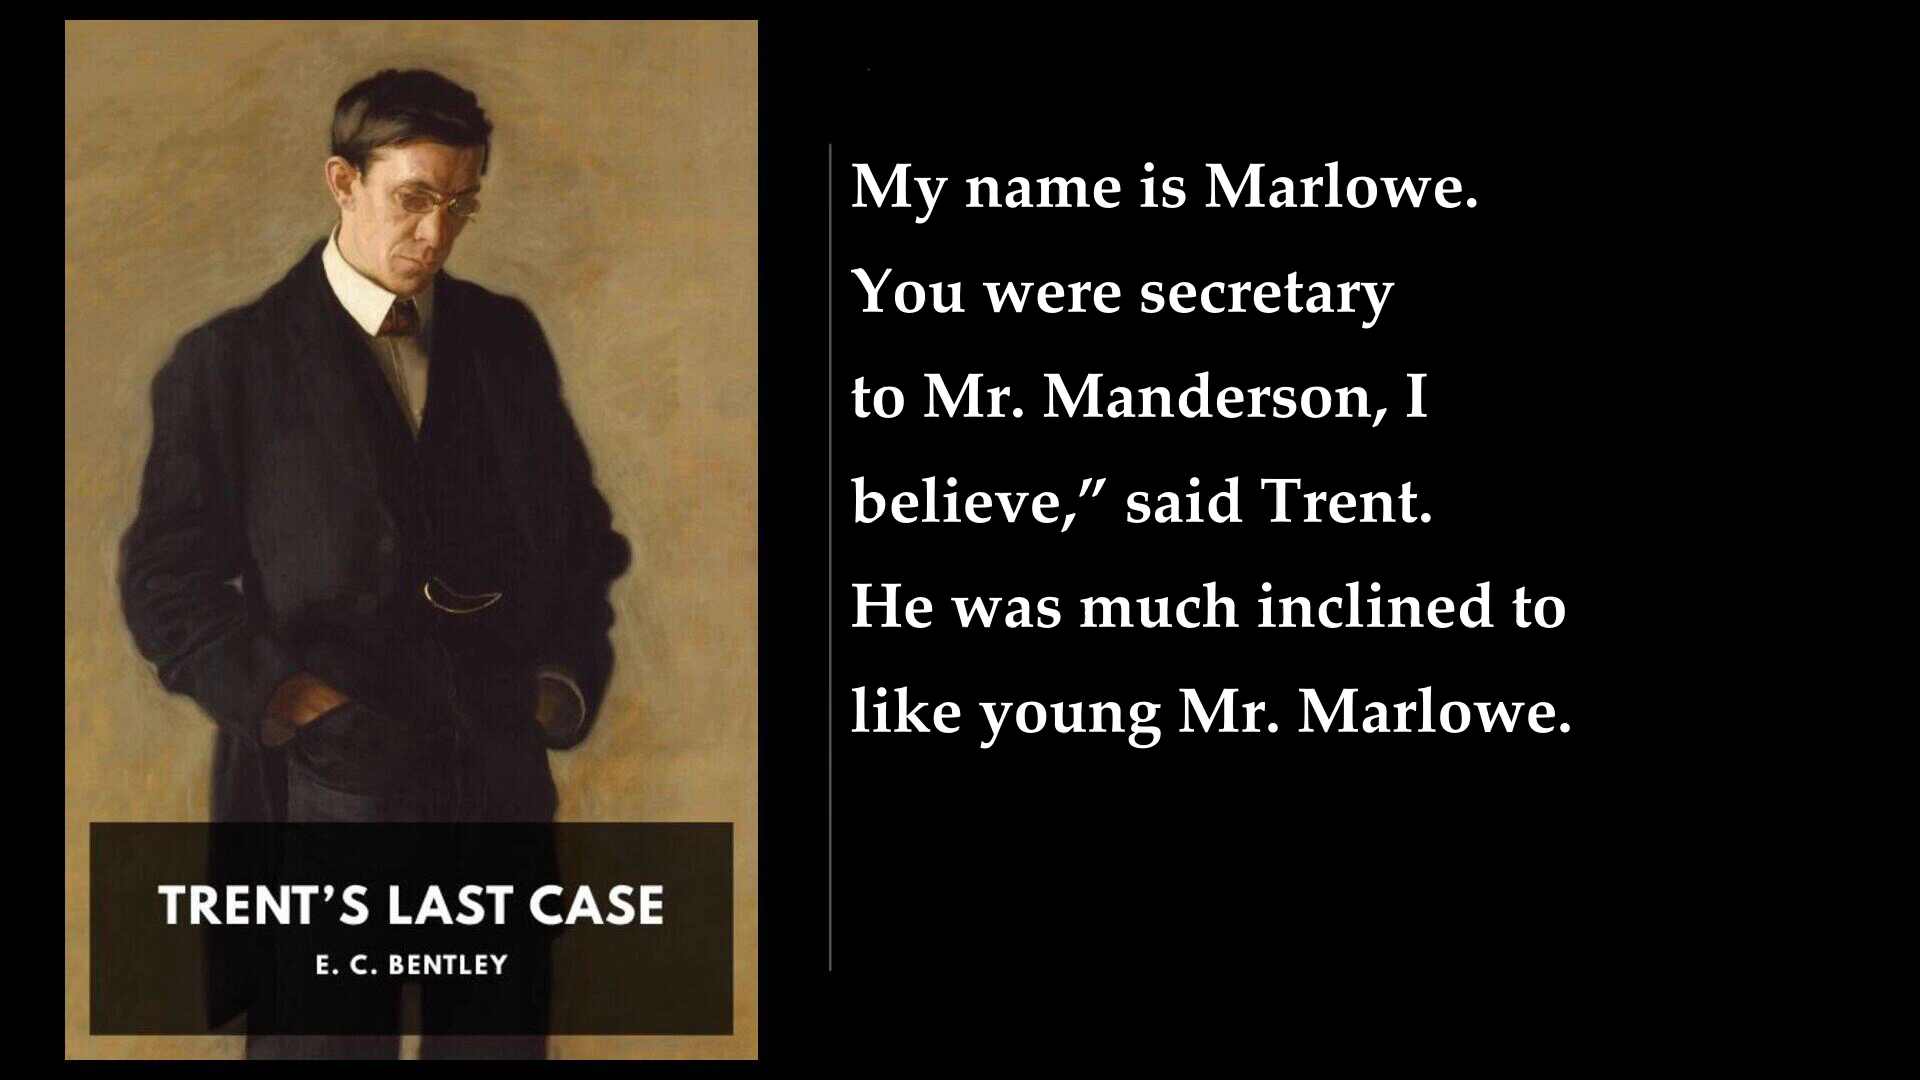 My name is Marlowe.
You were secretary
to Mr. Manderson, I
believe,” said Trent.
He was much inclined to
like young Mr. Marlowe.
TRENT’S LAST CASE
E. C. BENTLEY